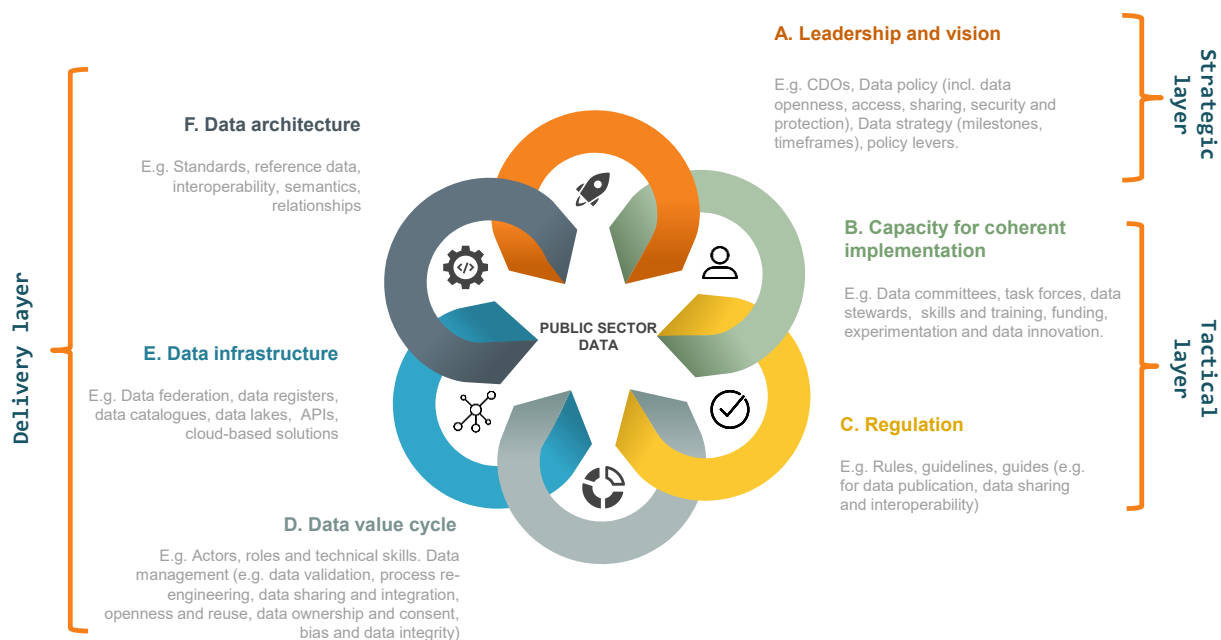 A. Leadership and vision
E.g. CDOs, Data policy (incl. data
openness, access, sharing, security and
protection), Data strategy (milestones,
timeframes), policy levers.
Strategic
layer
B. Capacity for coherent
implementation
E.g. Data committees, task forces, data
stewards, skills and training, funding,
experimentation and data innovation.
C. Regulation
E.g. Rules, guidelines, guides (e.g.
for data publication, data sharing
and interoperability)
Tactical
layer
D. Data value cycle
E.g. Actors, roles and technical skills. Data
management (e.g. data validation, process re-
engineering, data sharing and integration,
openness and reuse, data ownership and consent,
bias and data integrity)
E. Data infrastructure
E.g. Data federation, data registers,
data catalogues, data lakes, APIs,
cloud-based solutions
F. Data architecture
E.g. Standards, reference data,
interoperability, semantics,
relationships
Delivery layer
PUBLIC SECTOR
DATA